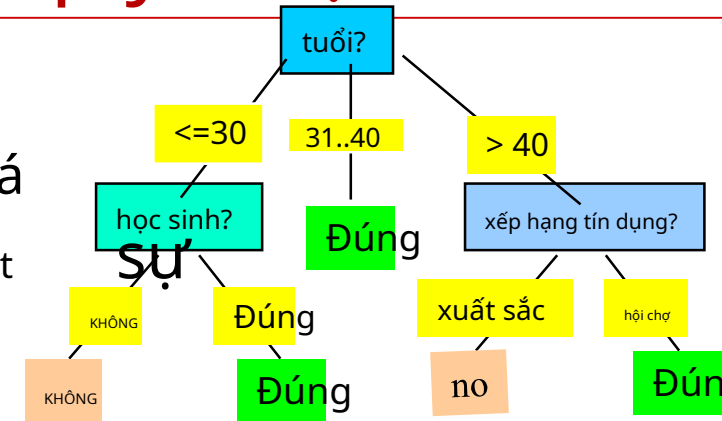 tuổi?
<=30
31..40
> 40
á
học sinh?
xếp hạng tín dụng?
Đúng
sự
t
KHÔNG
Đúng
xuất sắc
hội chợ
KHÔNG
Đúng
no
Đún